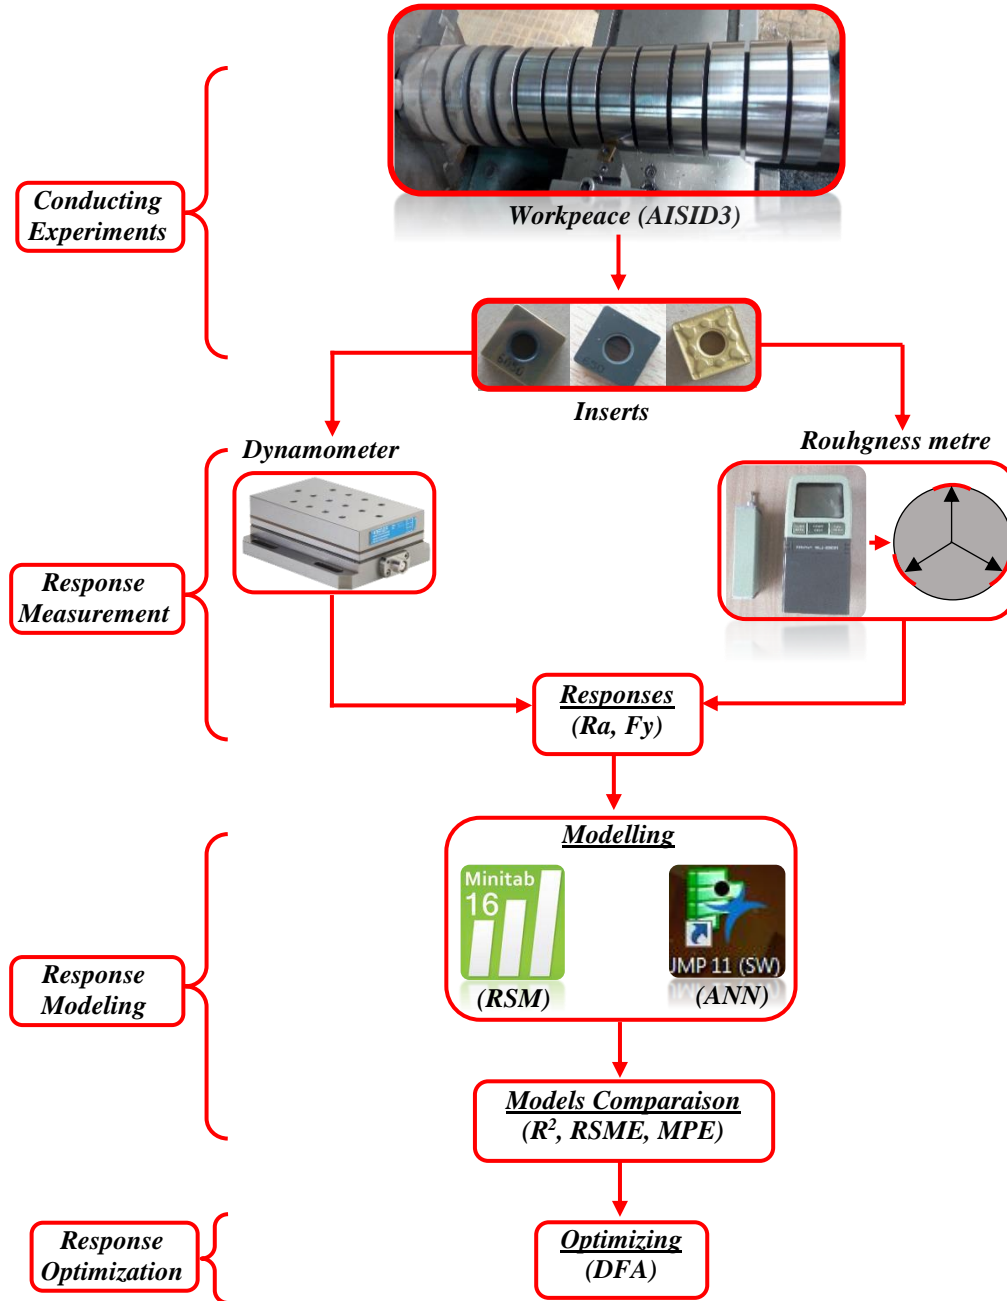 Conducting
Experiments
Workpeace (AISID3)
6050
Inserts
Dynamometer
Rouhgness metre
Response
Measurement
Responses
(Ra, Fy)
Modelling
Minitab
16
JMP 11 (SW)
(RSM)
(ANN)
Response
Modeling
Models Comparaison
(R², RSME, MPE)
Response
Optimization
Optimizing
(DFA)